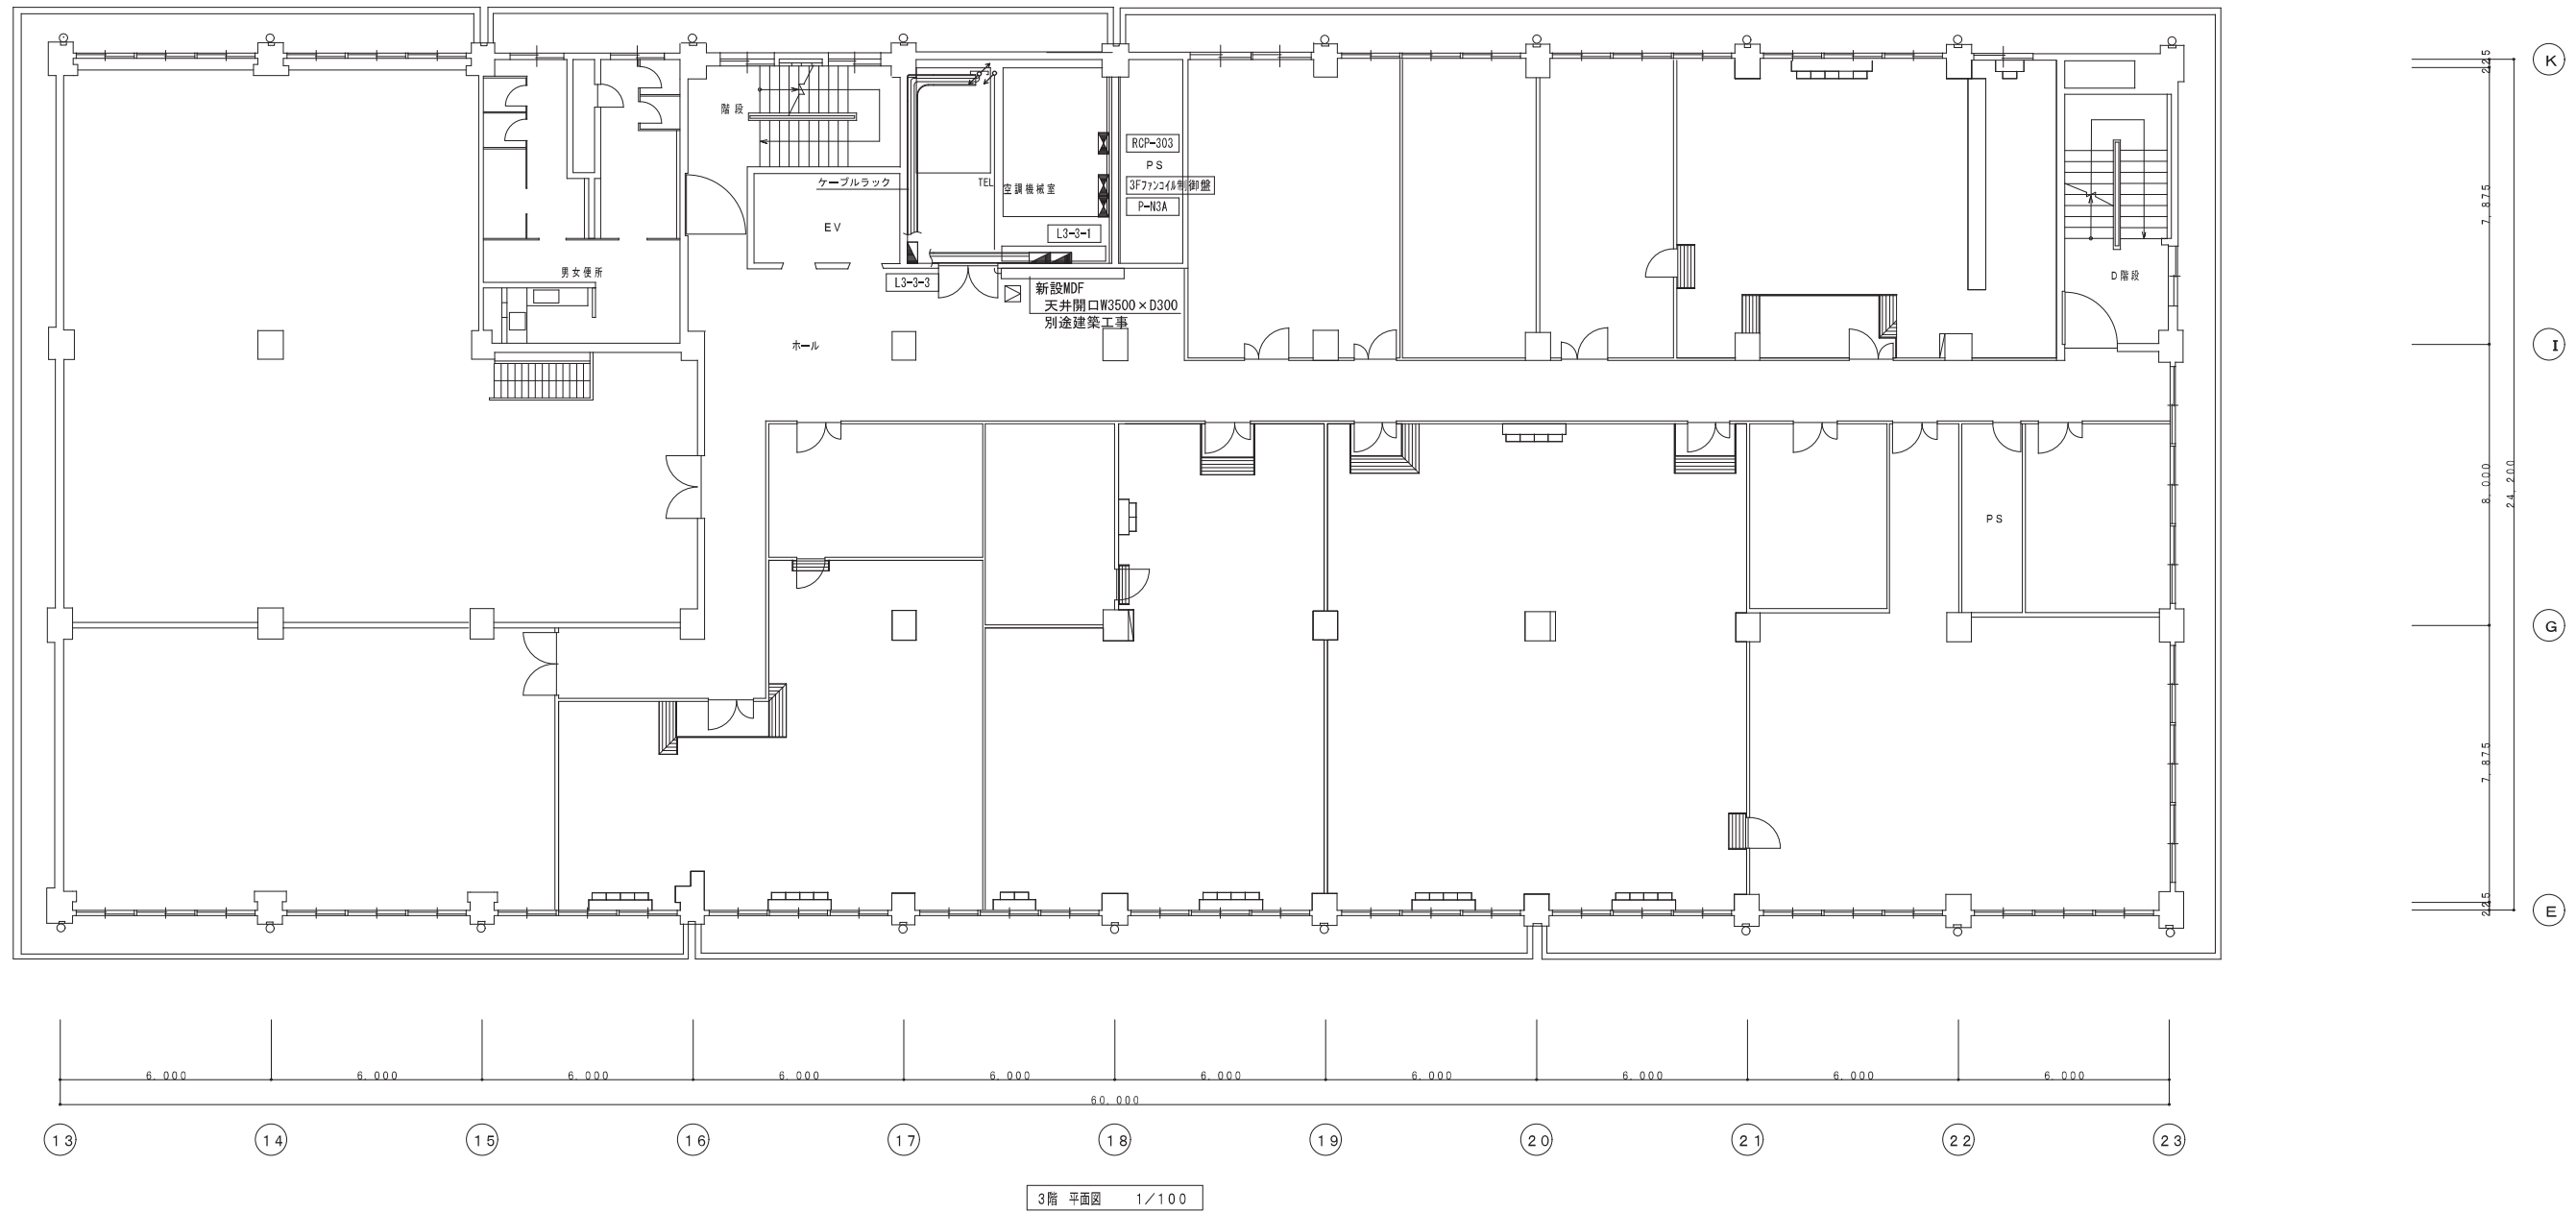 階段
ケーブルラック
TEL
空調機械室
RCP-303
PS
3Fファンコイル制御盤
P-N3A
EV
L3-3-1
L3-3-3
新設MDF
天井開口W3500×D300
別途建築工事
男女便所
ホール
D階段
PS
225
7,875
8,000
24,200
7,875
225
K
I
G
E
6,000
6,000
6,000
6,000
6,000
6,000
6,000
6,000
6,000
6,000
60,000
13
14
15
16
17
18
19
20
21
22
23
3階 平面図 1/100